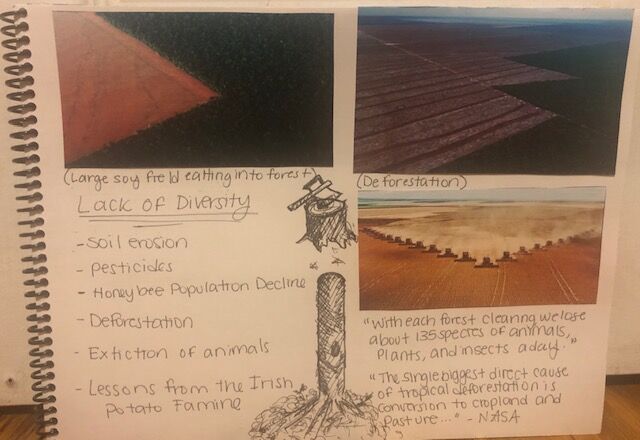 (Large soy field eatting into forest)
(Deforestation)
Lack of Diversity
- Soil erosion
- Pesticides
- Honeybee Population Decline
- Deforestation
- Extiction of animals
- Lessons from the Irish
Potato Famine
"With each forest clearing we lose
about 135 species of animals,
Plants, and insects a day."
"The single biggest direct cause
of tropical deforestation is
conversion to cropland and
Pasture..." - NASA